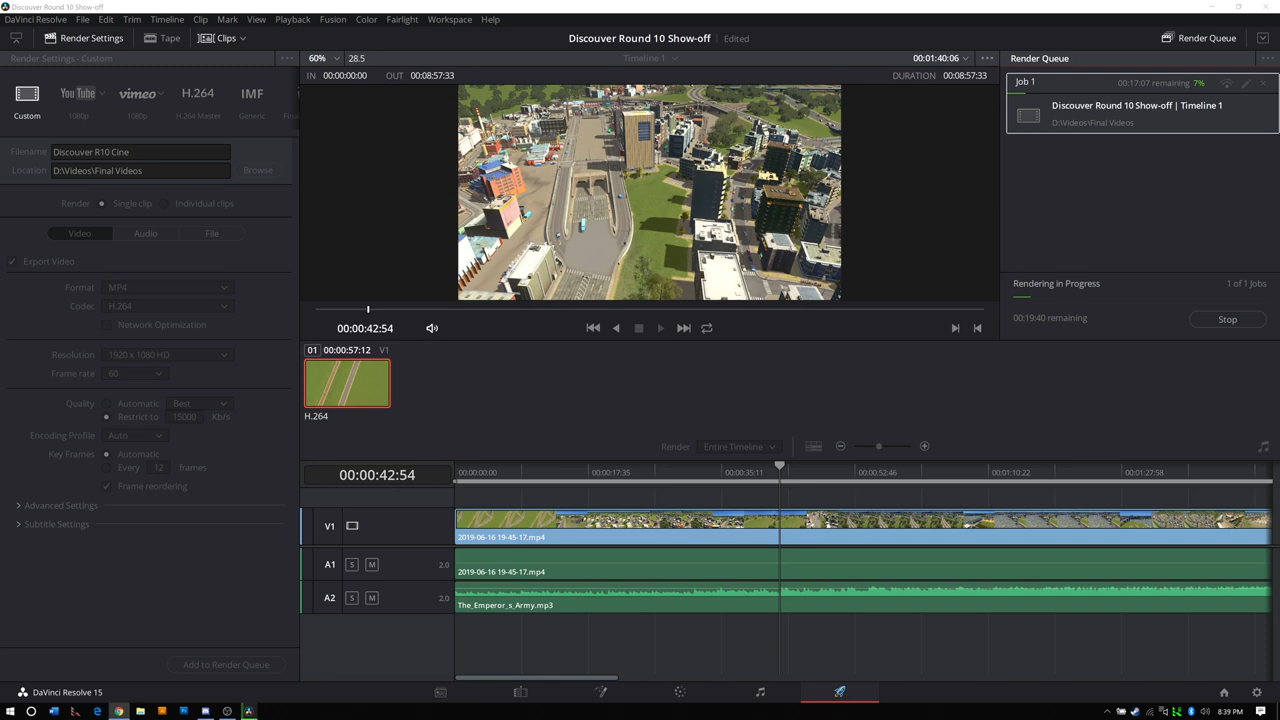 Discouver Round 10 Show-off
DaVinci Resolve File Edit Trim Timeline Clip Mark View Playback Fusion Color Fairlight Workspace Help
Render Settings Tape Clips Discouver Round 10 Show-off Edited Render Queue
Render Settings - Custom 60% 28.5 Timeline 1 00:01:40:06 Render Queue
IN 00:00:00:00 OUT 00:08:57:33 DURATION 00:08:57:33
Job 1 00:17:07 remaining 7%
Discouver Round 10 Show-off | Timeline 1
D:\Videos\Final Videos
YouTube vimeo H.264 IMF
Custom 1080p 1080p H.264 Master Generic
Filename Discouver R10 Cine
Location D:\Videos\Final Videos Browse
Render Single clip Individual clips
Video Audio File
Export Video
Format MP4
Codec H.264
Network Optimization
Resolution 1920 x 1080 HD
Frame rate 60
Quality Automatic Best
Restrict to 15000 Kb/s
Encoding Profile Auto
Key Frames Automatic
Every 12 frames
Frame reordering
Advanced Settings
Subtitle Settings
Add to Render Queue
Rendering in Progress 1 of 1 Jobs
00:19:40 remaining Stop
00:00:42:54
01 00:00:57:12 V1
H.264
Render Entire Timeline
00:00:42:54 00:00:00:00 00:00:17:35 00:00:35:11 00:00:52:46 00:01:10:22 00:01:27:58
V1
2019-06-16 19-45-17.mp4
A1 S M 2.0
2019-06-16 19-45-17.mp4
A2 S M 2.0
The_Emperor_s_Army.mp3
DaVinci Resolve 15
8:39 PM